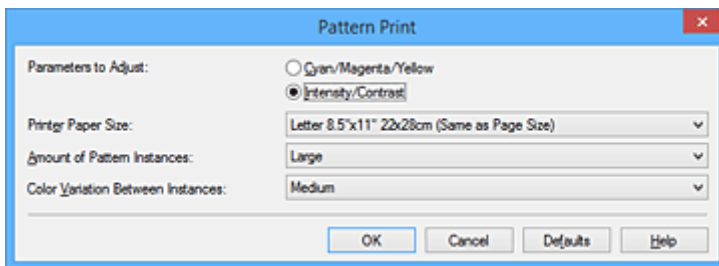 Pattern Print
Parameters to Adjust:
Cyan/Magenta/Yellow
Intensity/Contrast
Printer Paper Size:
Letter 8.5"x11" 22x28cm (Same as Page Size)
Amount of Pattern Instances:
Large
Color Variation Between Instances:
Medium
OK Cancel Defaults Help